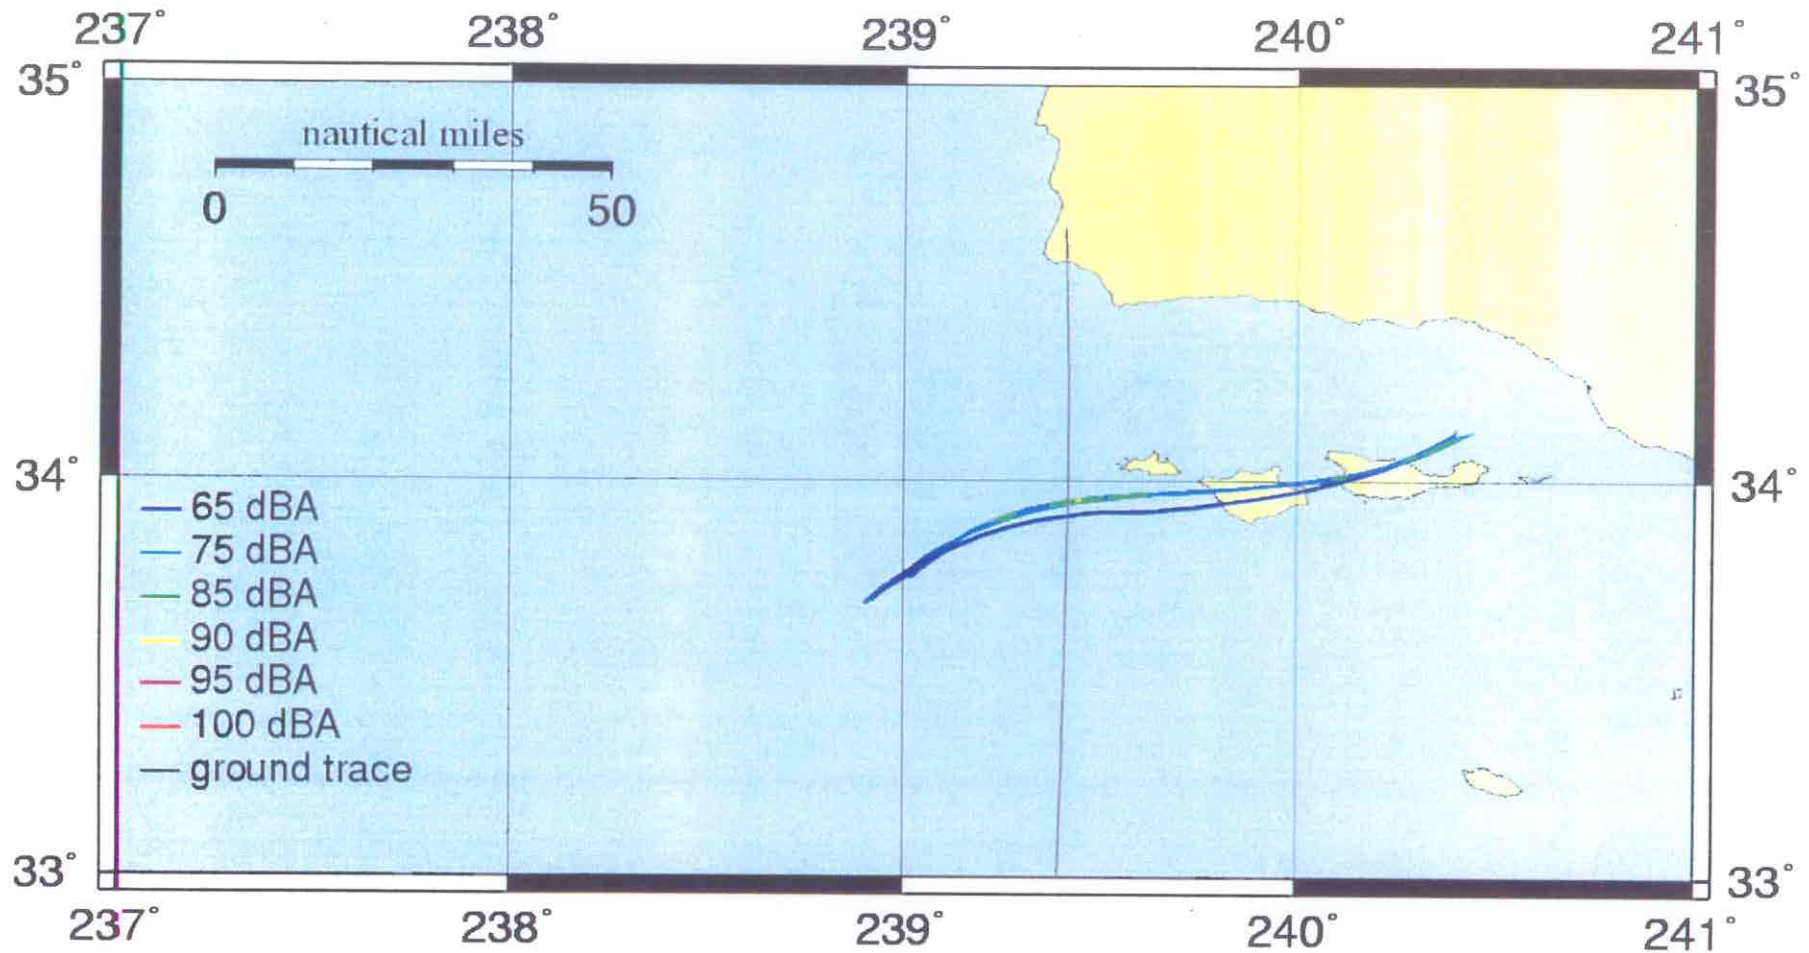 237° 238° 239° 240° 241°
35° 35°
nautical miles
0 50
34° 34°
65 dBA
75 dBA
85 dBA
90 dBA
95 dBA
100 dBA
ground trace
33° 33°
237° 238° 239° 240° 241°